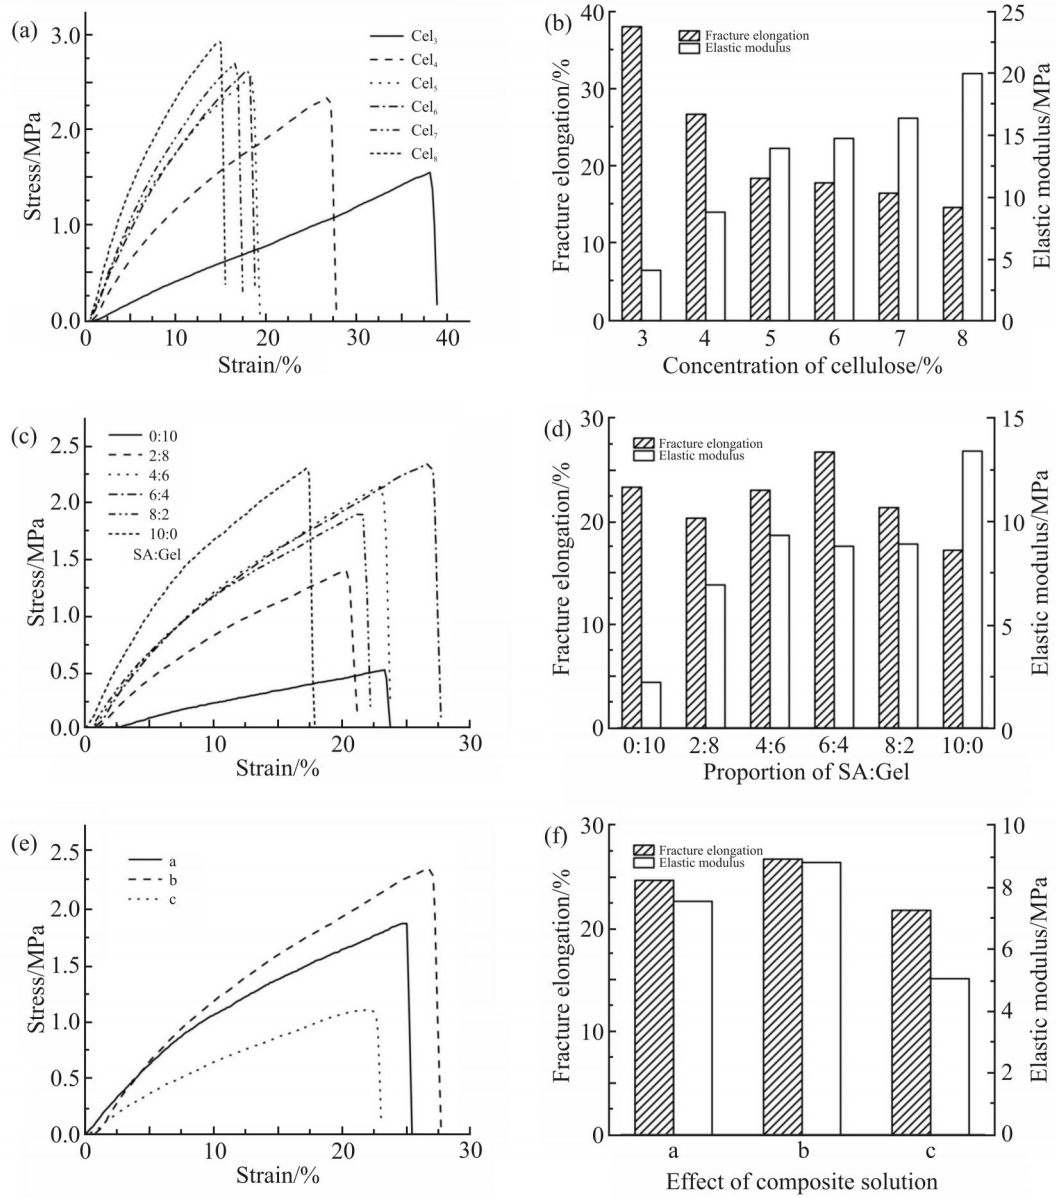 (a)
3.0
2.0
1.0
0.0
Stress/MPa
0 10 20 30 40
Strain/%
Cel₃
Cel₄
Cel₅
Cel₆
Cel₇
Cel₈
(b)
40
30
20
10
0
Fracture elongation/%
Fracture elongation
Elastic modulus
25
20
15
10
5
0
Elastic modulus/MPa
3 4 5 6 7 8
Concentration of cellulose/%
(c)
2.5
2.0
1.5
1.0
0.5
0.0
Stress/MPa
0:10
2:8
4:6
6:4
8:2
10:0
SA:Gel
0 10 20 30
Strain/%
(d)
30
20
10
0
Fracture elongation/%
Fracture elongation
Elastic modulus
15
10
5
0
Elastic modulus/MPa
0:10 2:8 4:6 6:4 8:2 10:0
Proportion of SA:Gel
(e)
2.5
2.0
1.5
1.0
0.5
0.0
Stress/MPa
a
b
c
0 10 20 30
Strain/%
(f)
30
20
10
0
Fracture elongation/%
Fracture elongation
Elastic modulus
10
8
6
4
2
0
Elastic modulus/MPa
a b c
Effect of composite solution